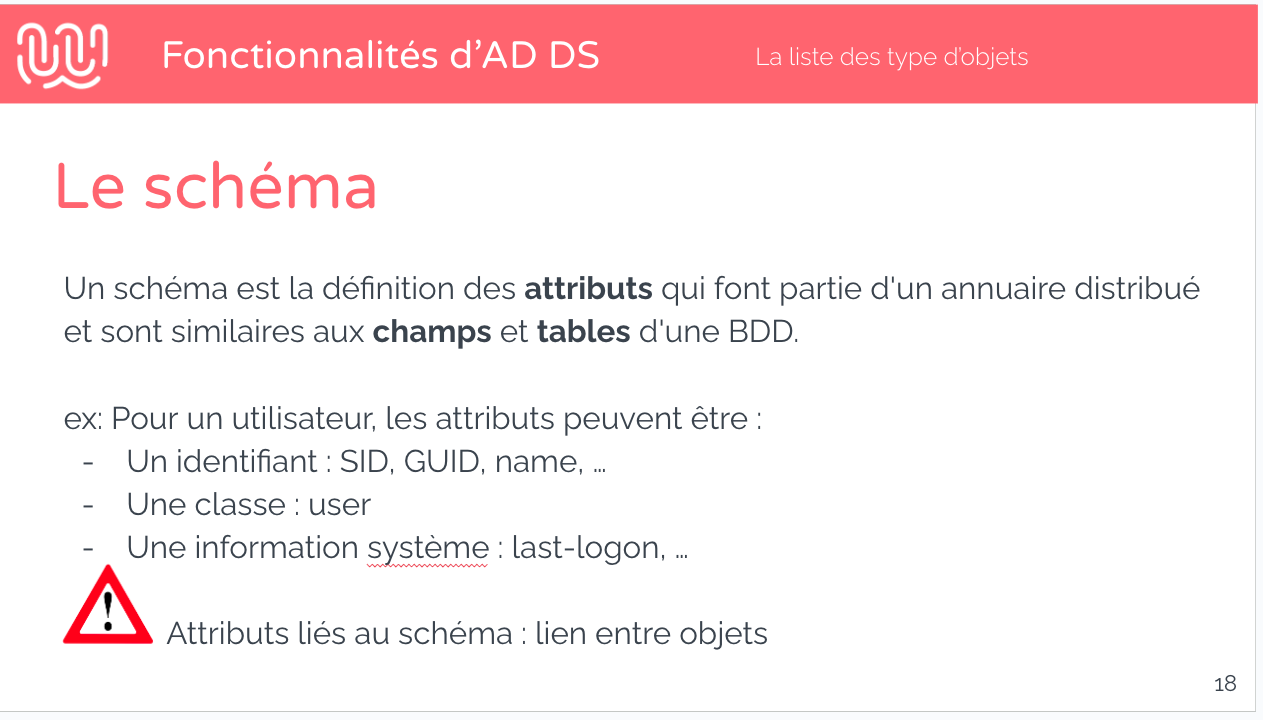 Fonctionnalités d’AD DS
La liste des type d’objets
Le schéma
Un schéma est la définition des attributs qui font partie d'un annuaire distribué
et sont similaires aux champs et tables d'une BDD.
ex: Pour un utilisateur, les attributs peuvent être :
- Un identifiant : SID, GUID, name, …
- Une classe : user
- Une information système : last-logon, …
Attributs liés au schéma : lien entre objets
18